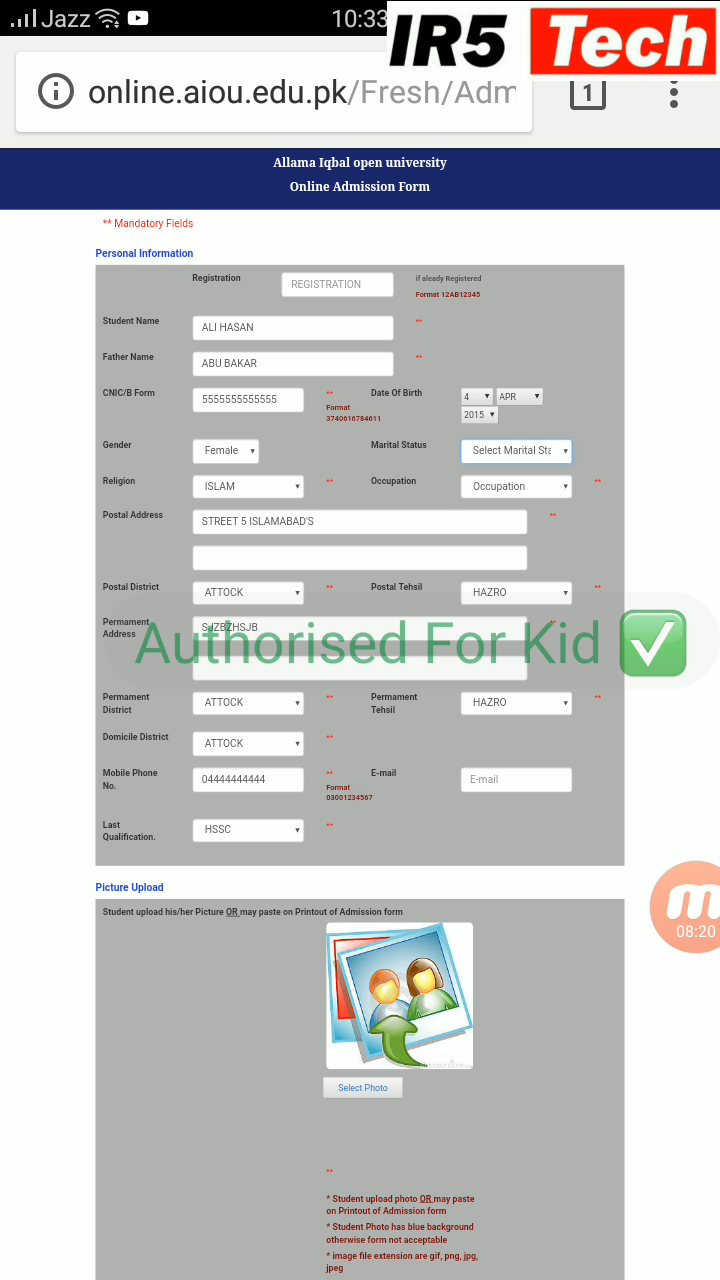 Jazz 10:33
IR5 Tech
online.aiou.edu.pk/Fresh/Adm
1
Allama Iqbal open university
Online Admission Form
** Mandatory Fields
Personal Information
Registration REGISTRATION if aleady Registered
Format 12AB12345
Student Name ALI HASAN **
Father Name ABU BAKAR **
CNIC/B Form 5555555555555 ** Date Of Birth 4 APR
Format
3740616784611 2015
Gender Female Marital Status Select Marital Sta
Religion ISLAM ** Occupation Occupation **
Postal Address STREET 5 ISLAMABAD'S **
Postal District ATTOCK ** Postal Tehsil HAZRO **
Permament
Address SJZBZHSJB **
Authorised For Kid
Permament
District ATTOCK ** Permament
Tehsil HAZRO **
Domicile District ATTOCK **
Mobile Phone
No. 04444444444 ** E-mail E-mail
Format
03001234567
Last
Qualification. HSSC **
Picture Upload
Student upload his/her Picture OR may paste on Printout of Admission form
08:20
Select Photo
**
* Student upload photo OR may paste
on Printout of Admission form
* Student Photo has blue background
otherwise form not acceptable
* image file extension are gif, png, jpg,
jpeg